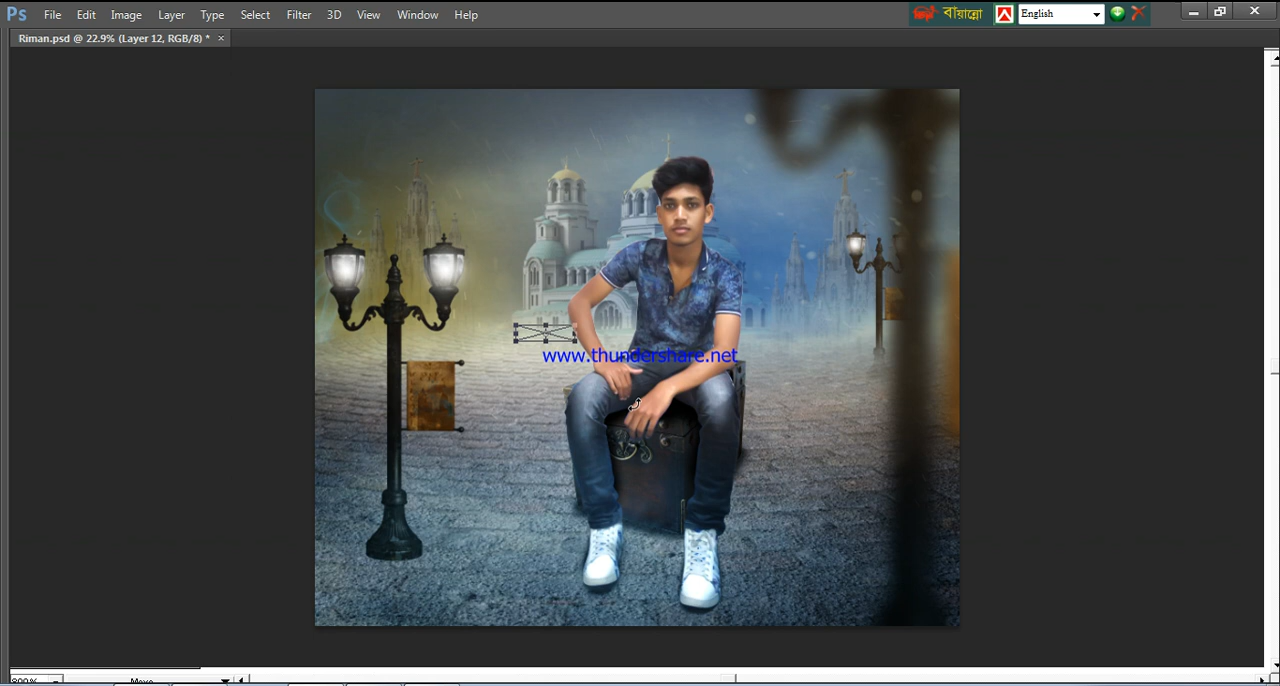 Ps File Edit Image Layer Type Select Filter 3D View Window Help
বায়ান্নো English
Riman.psd @ 22.9% (Layer 12, RGB/8) * ×
www.thundershare.net
Move